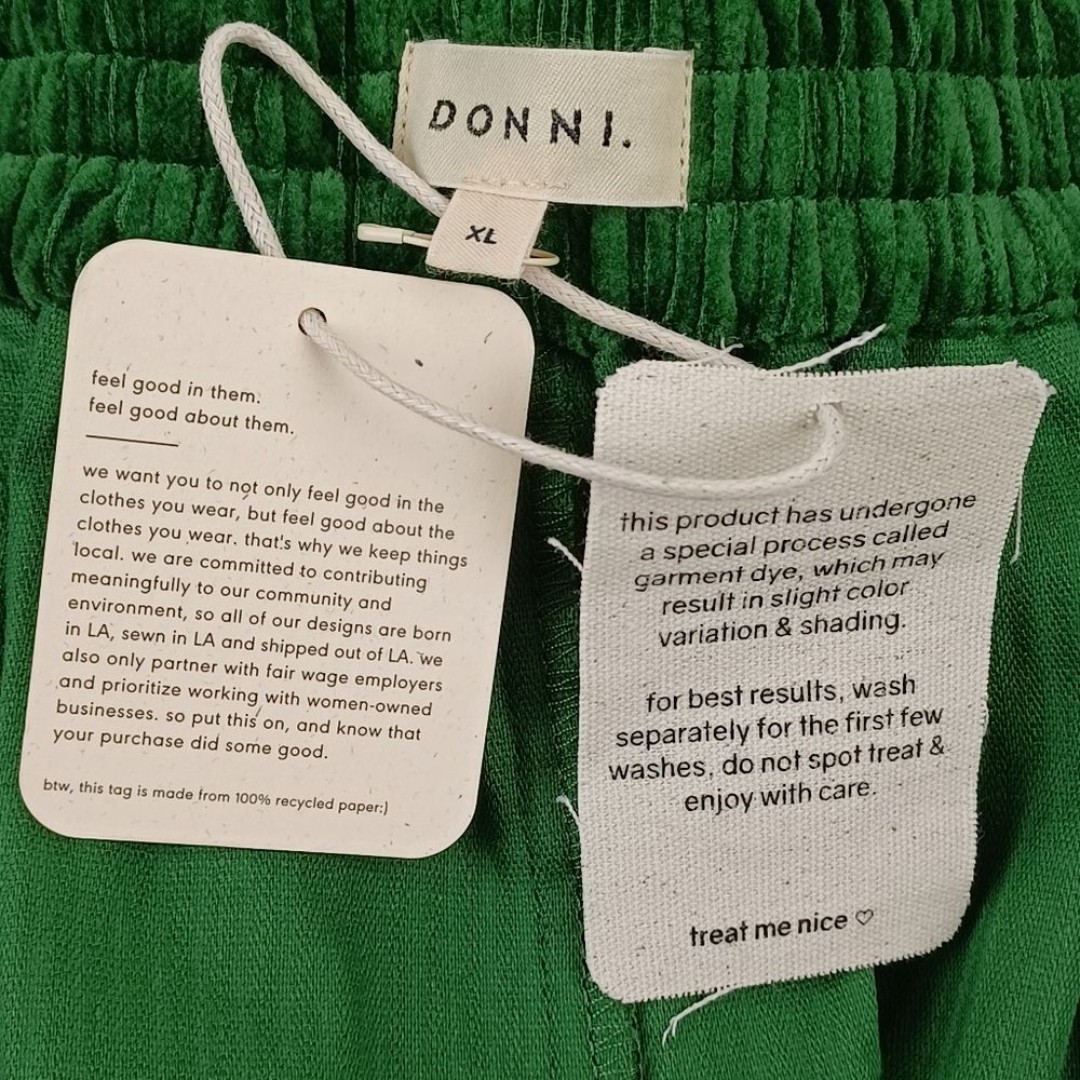 DONNI.
XL
feel good in them.
feel good about them.
we want you to not only feel good in the
clothes you wear, but feel good about the
clothes you wear. that's why we keep things
local. we are committed to contributing
meaningfully to our community and
environment, so all of our designs are born
in LA, sewn in LA and shipped out of LA. we
also only partner with fair wage employers
and prioritize working with women-owned
businesses. so put this on, and know that
your purchase did some good.
btw, this tag is made from 100% recycled paper:)
this product has undergone
a special process called
garment dye, which may
result in slight color
variation & shading.
for best results, wash
separately for the first few
washes, do not spot treat &
enjoy with care.
treat me nice ♡